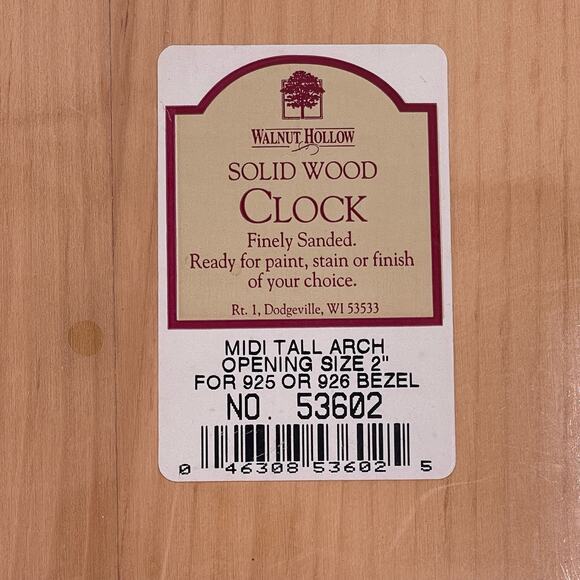 WALNUT HOLLOW
SOLID WOOD
CLOCK
Finely Sanded.
Ready for paint, stain or finish
of your choice.
Rt. 1, Dodgeville, WI 53533
MIDI TALL ARCH
OPENING SIZE 2"
FOR 925 OR 926 BEZEL
NO. 53602
0 46308 53602 5